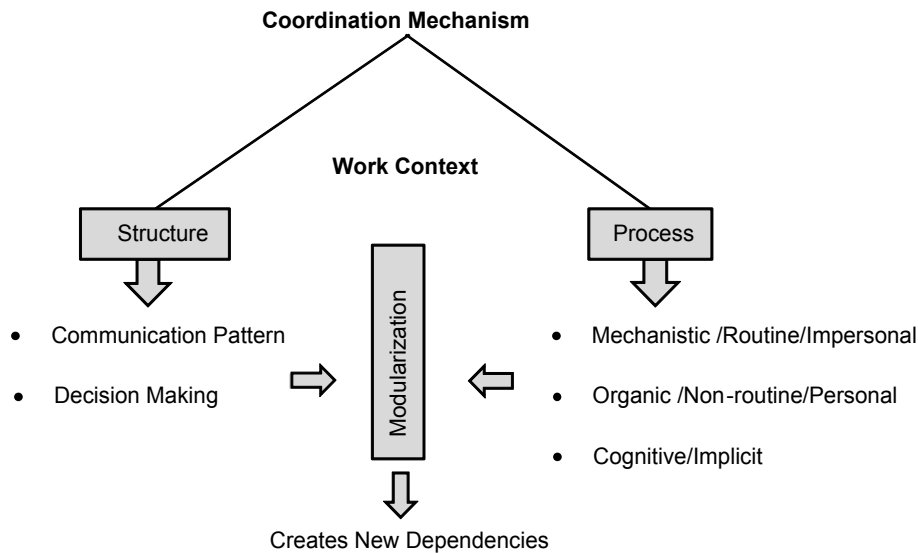 Coordination Mechanism
Work Context
Structure
Process
Modularization
• Communication Pattern
• Decision Making
• Mechanistic /Routine/Impersonal
• Organic /Non-routine/Personal
• Cognitive/Implicit
Creates New Dependencies